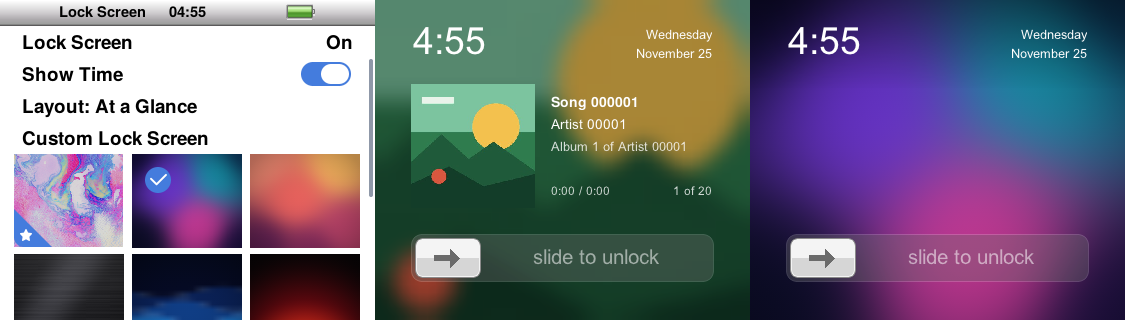 Lock Screen 04:55
Lock Screen On
Show Time
Layout: At a Glance
Custom Lock Screen
4:55
Wednesday
November 25
Song 000001
Artist 00001
Album 1 of Artist 00001
0:00 / 0:00 1 of 20
slide to unlock
4:55
Wednesday
November 25
slide to unlock